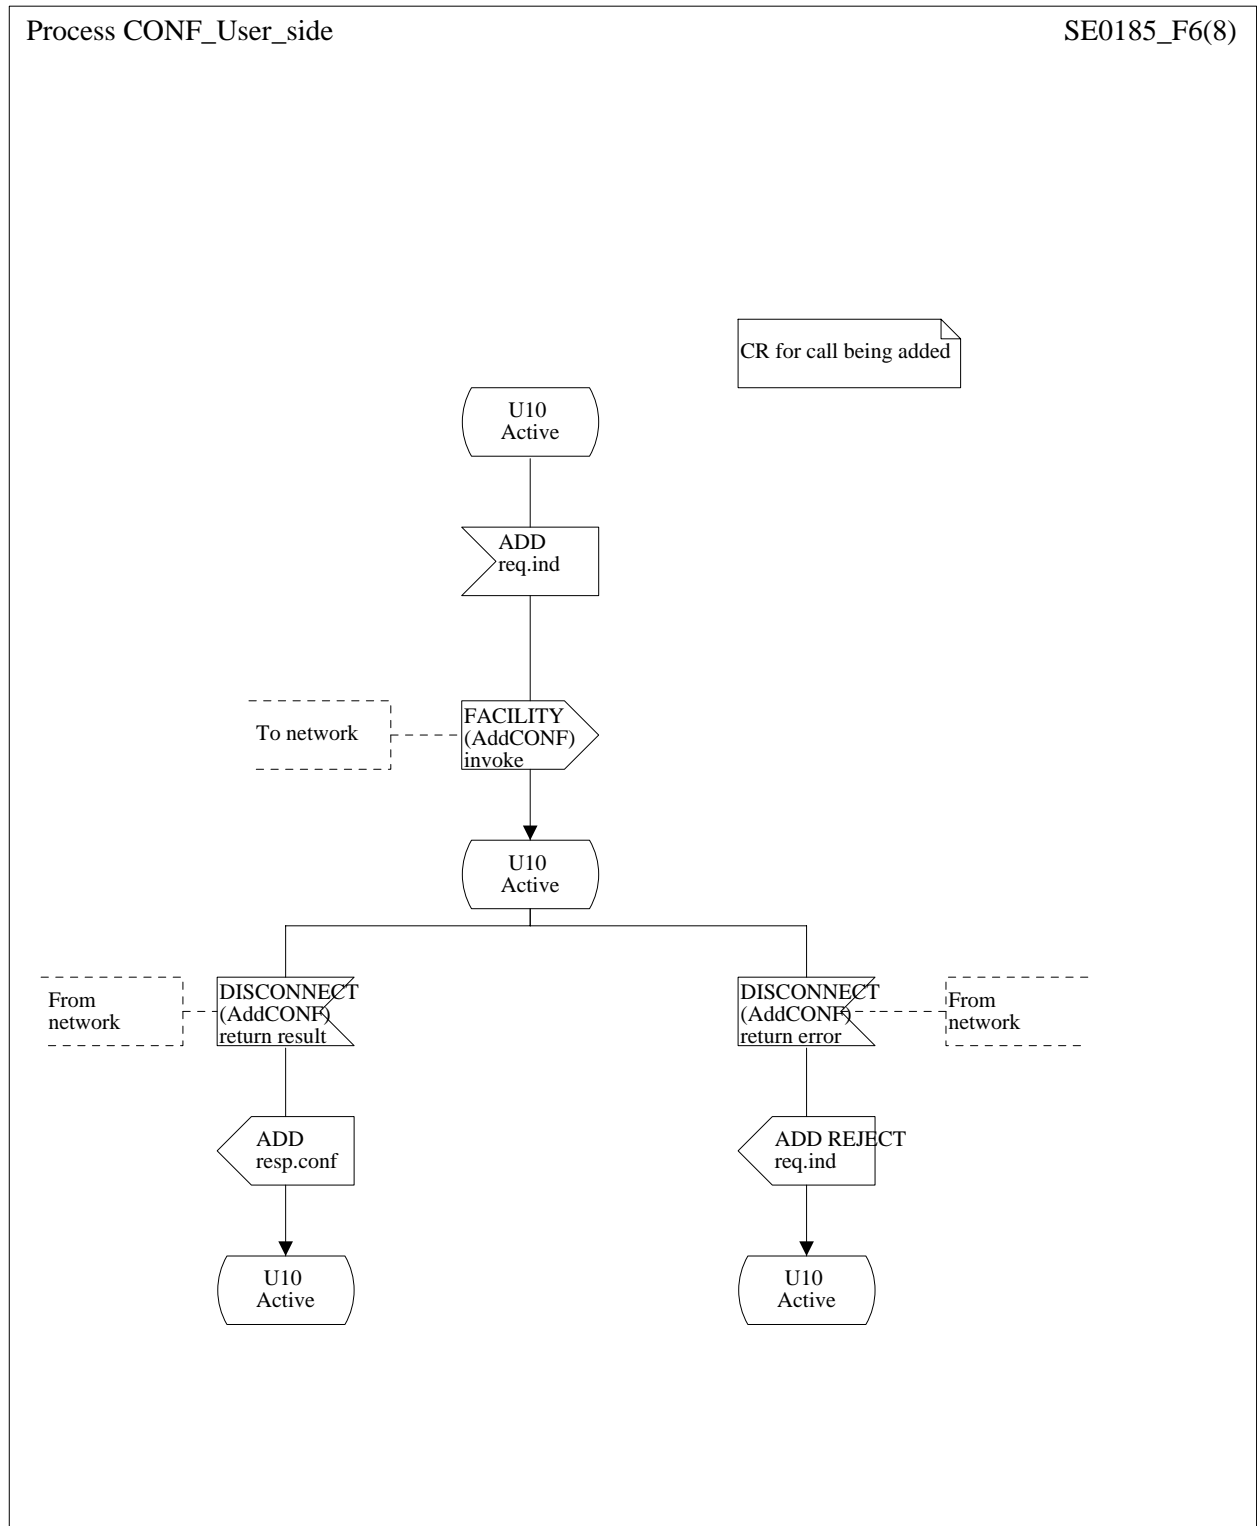 Process CONF_User_side
SE0185_F6(8)
CR for call being added
U10
Active
ADD
req.ind
To network
FACILITY
(AddCONF)
invoke
U10
Active
From
network
DISCONNECT
(AddCONF)
return result
DISCONNECT
(AddCONF)
return error
From
network
ADD
resp.conf
ADD REJECT
req.ind
U10
Active
U10
Active